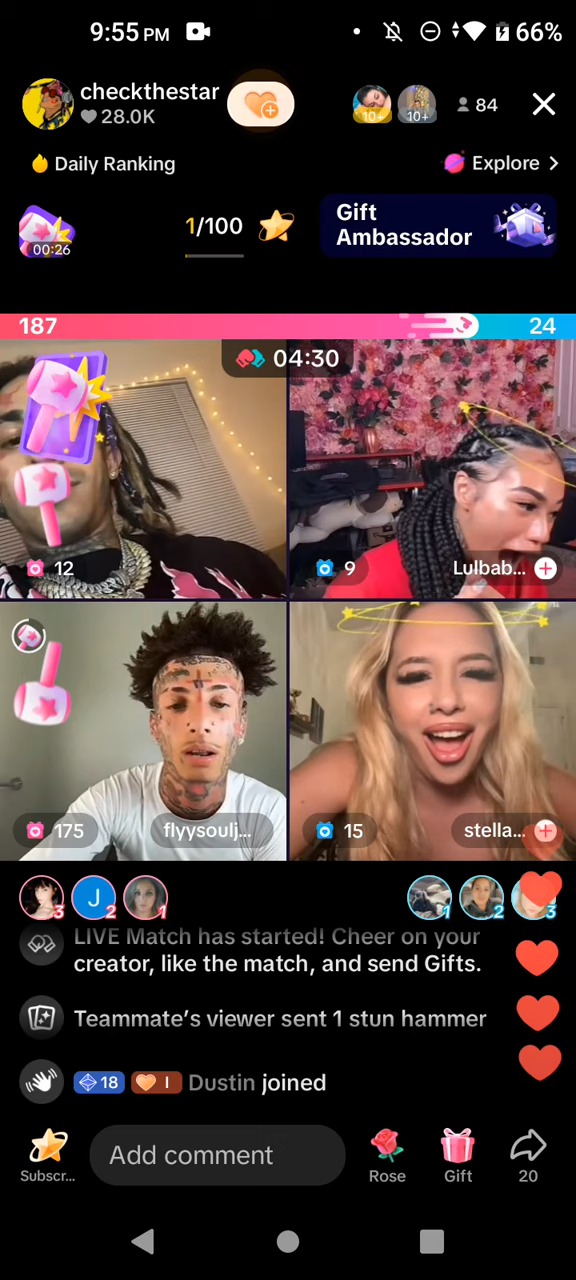 9:55 PM
66%
checkthestar
28.0K
10+
10+
84
Daily Ranking
Explore >
00:26
1/100
Gift
Ambassador
187
24
04:30
12
9
Lulbab...
175
flyysoulj...
15
stella...
3
J
2
1
1
2
3
LIVE Match has started! Cheer on your
creator, like the match, and send Gifts.
Teammate's viewer sent 1 stun hammer
18
I
Dustin joined
Subscr...
Add comment
Rose
Gift
20